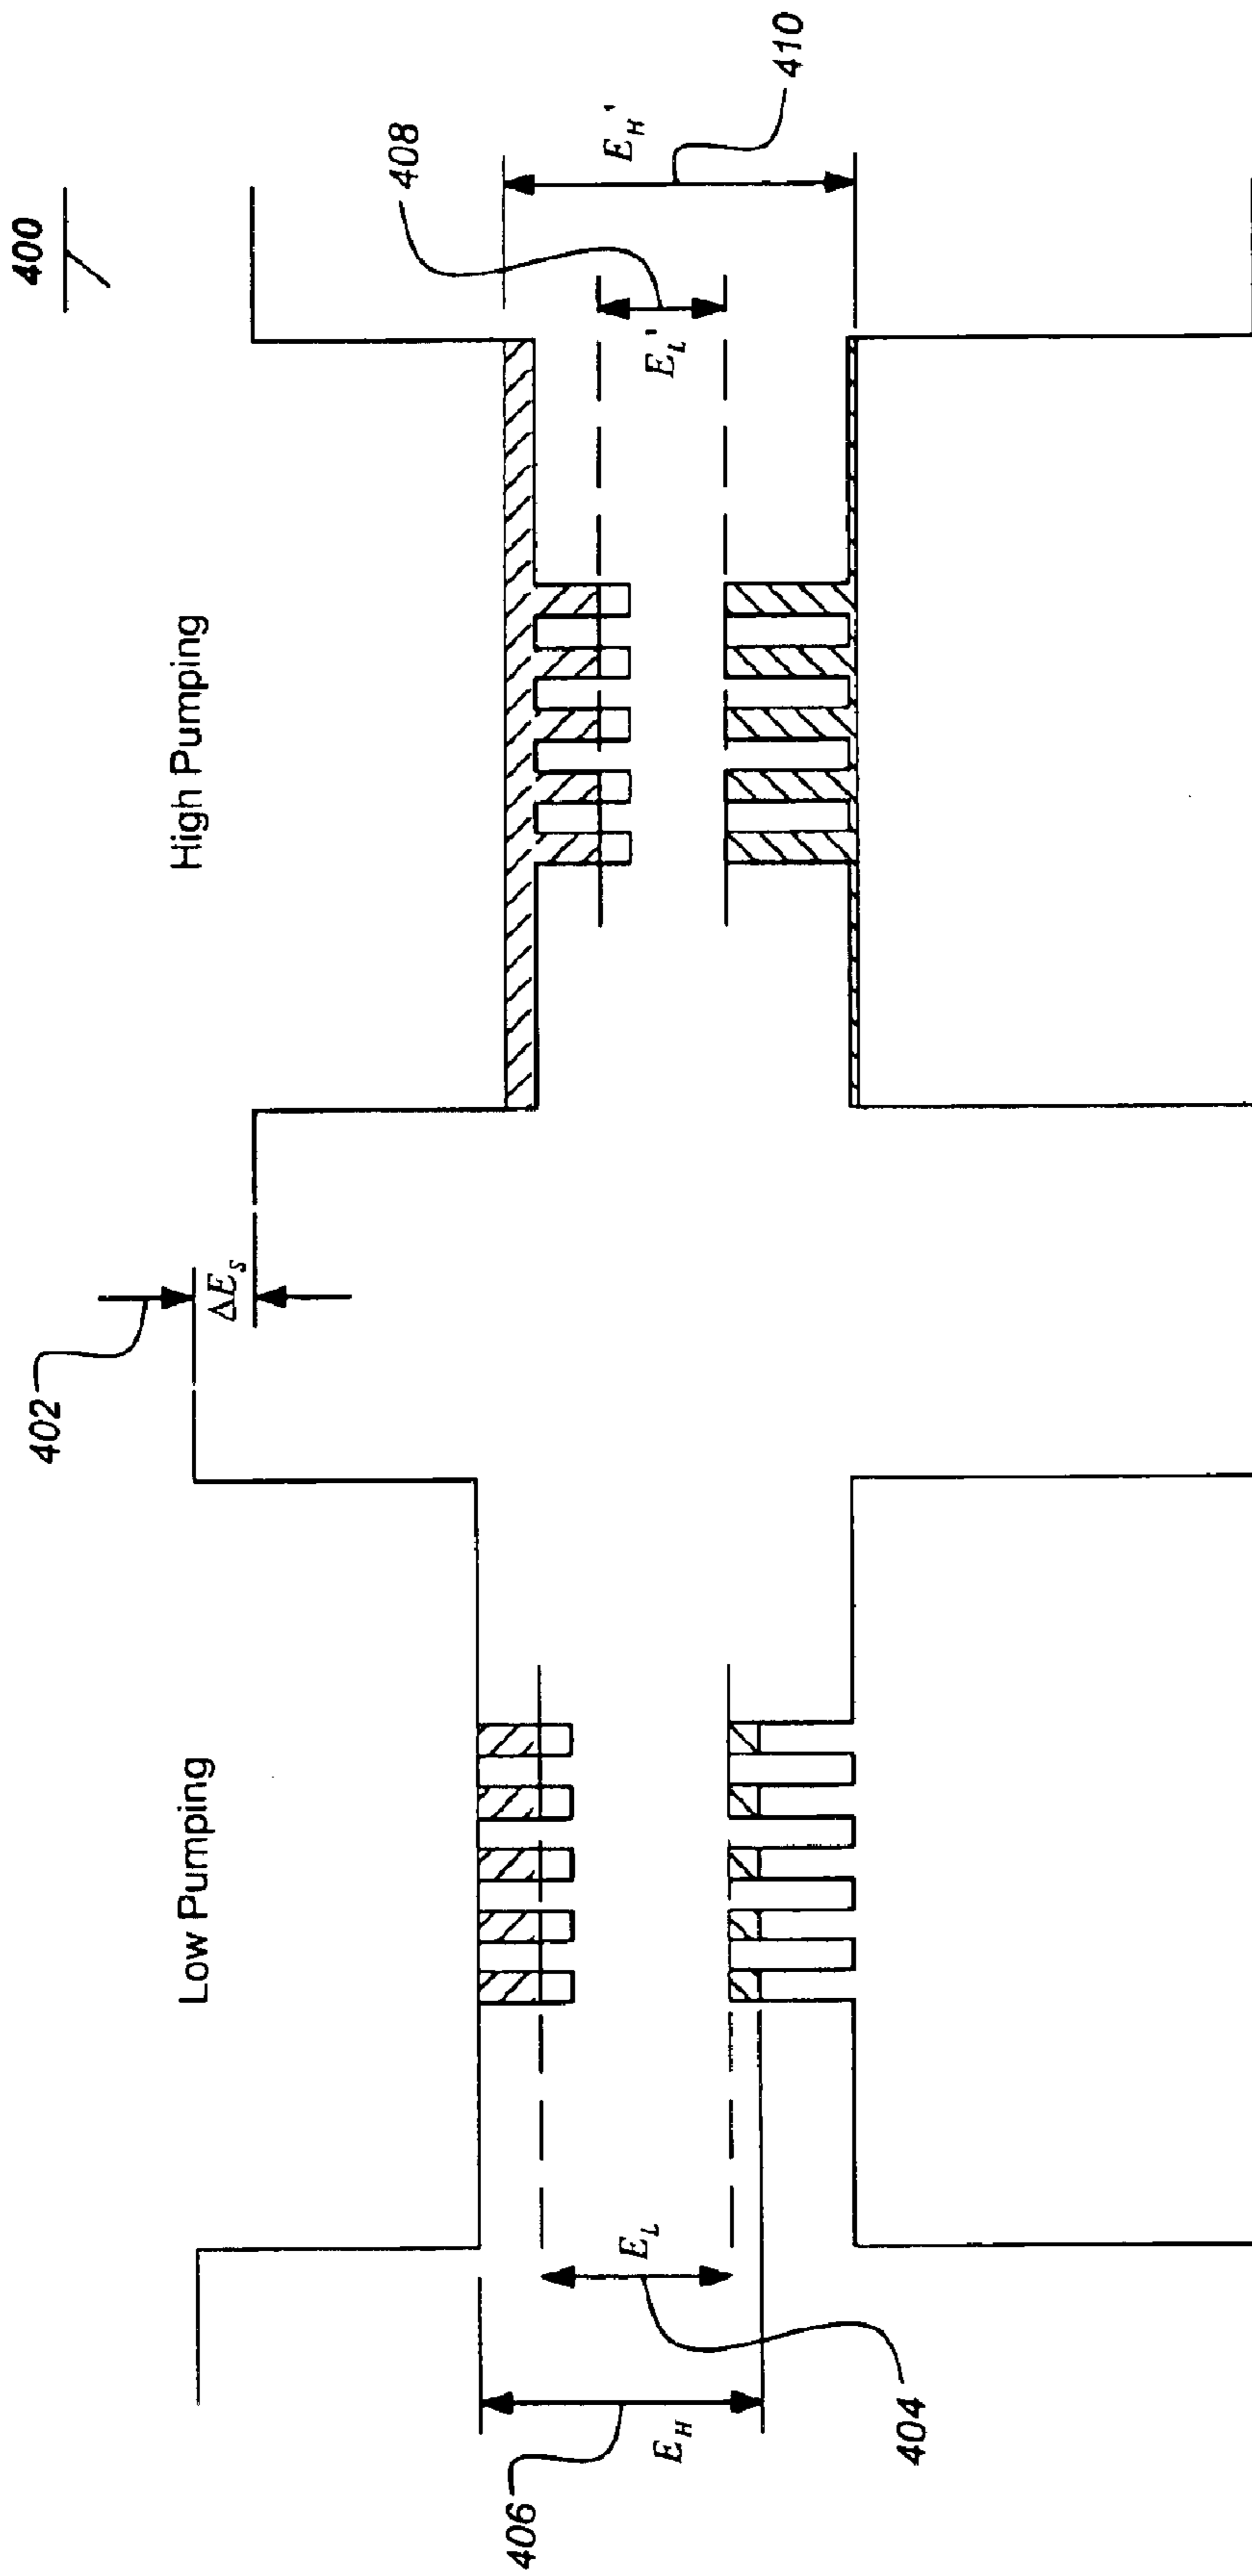 400
Low Pumping
High Pumping
402
ΔE_S
408
E_H'
410
E_L'
E_L
E_H
406
404